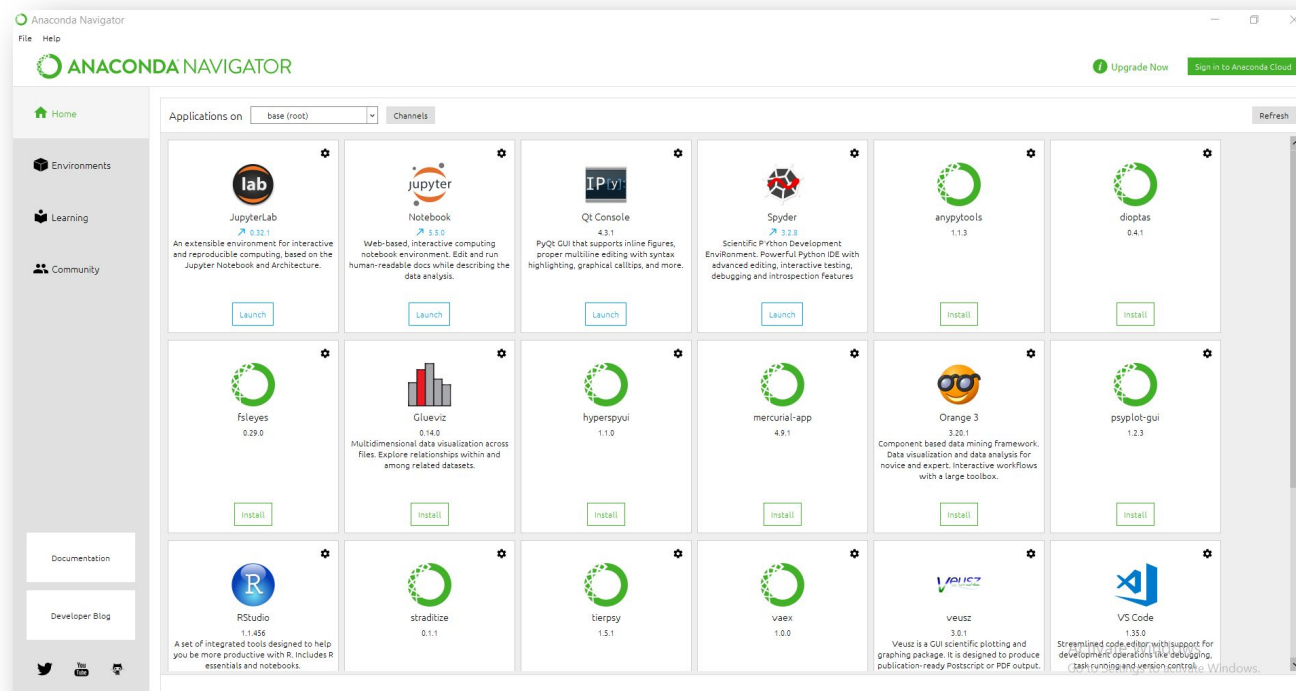 Anaconda Navigator
File Help
ANACONDA NAVIGATOR
Upgrade Now
Sign in to Anaconda Cloud
Home
Environments
Learning
Community
Documentation
Developer Blog
You
Tube
Applications on base (root) Channels
Refresh
lab
JupyterLab
0.32.1
An extensible environment for interactive
and reproducible computing, based on the
Jupyter Notebook and Architecture.
Launch
jupyter
Notebook
5.5.0
Web-based, interactive computing
notebook environment. Edit and run
human-readable docs while describing the
data analysis.
Launch
IP[y]:
Qt Console
4.3.1
PyQt GUI that supports inline figures,
proper multiline editing with syntax
highlighting, graphical calltips, and more.
Launch
Spyder
3.2.8
Scientific PYthon Development
EnviRonment. Powerful Python IDE with
advanced editing, interactive testing,
debugging and introspection features
Launch
anypytools
1.1.3
Install
dioptas
0.4.1
Install
fsleyes
0.29.0
Install
Glueviz
0.14.0
Multidimensional data visualization across
files. Explore relationships within and
among related datasets.
Install
hyperspyui
1.1.0
Install
mercurial-app
4.9.1
Install
Orange 3
3.20.1
Component based data mining framework.
Data visualization and data analysis for
novice and expert. Interactive workflows
with a large toolbox.
Install
psyplot-gui
1.2.3
Install
R
RStudio
1.1.456
A set of integrated tools designed to help
you be more productive with R. Includes R
essentials and notebooks.
straditize
0.1.1
tierpsy
1.5.1
vaex
1.0.0
Veusz
veusz
3.0.1
Veusz is a GUI scientific plotting and
graphing package. It is designed to produce
publication-ready Postscript or PDF output.
VS Code
1.35.0
Streamlined code editor with support for
development operations like debugging,
task running and version control.
Activate Windows
Go to Settings to activate Windows.